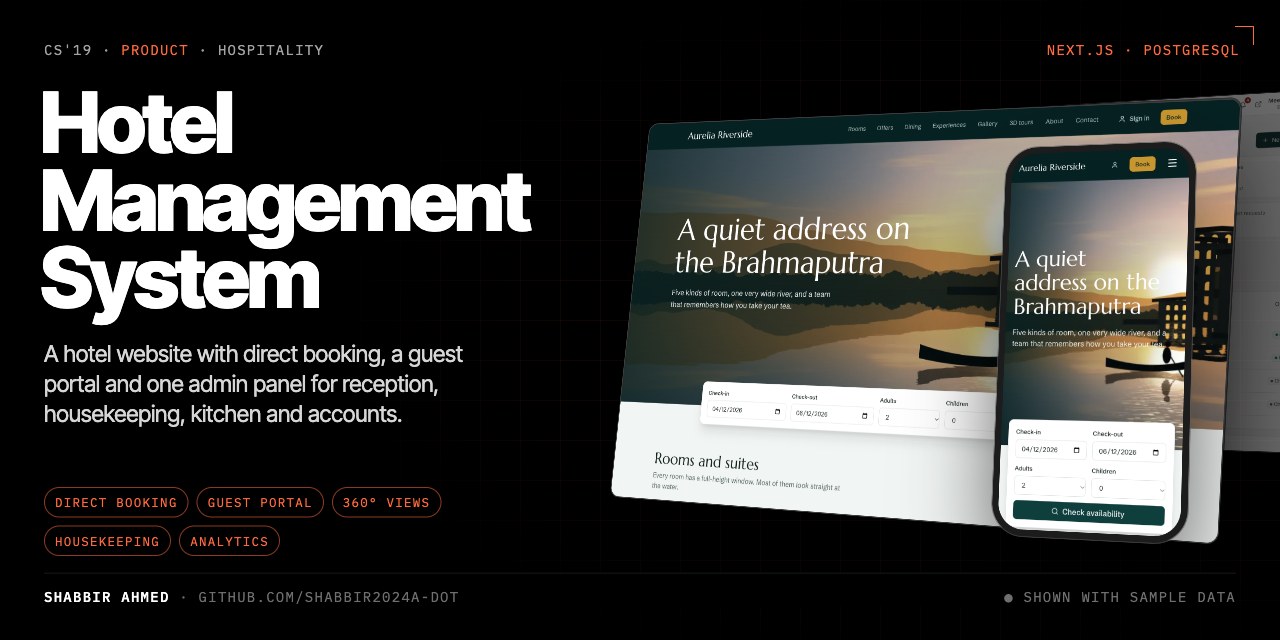 CS'19 · PRODUCT · HOSPITALITY
NEXT.JS · POSTGRESQL
Hotel
Management
System
A hotel website with direct booking, a guest
portal and one admin panel for reception,
housekeeping, kitchen and accounts.
DIRECT BOOKING
GUEST PORTAL
360° VIEWS
HOUSEKEEPING
ANALYTICS
Aurelia Riverside
Rooms Offers Dining Experiences Gallery 3D tours About Contact Sign in Book
A quiet address on
the Brahmaputra
Five kinds of room, one very wide river, and a team
that remembers how you take your tea.
Check-in Check-out Adults Children
04/12/2026 06/12/2026 2 0
Rooms and suites
Every room has a full-height window. Most of them look straight at
the water.
Aurelia Riverside Book
A quiet
address on the
Brahmaputra
Five kinds of room, one very wide river, and a
team that remembers how you take your tea.
Check-in Check-out
04/12/2026 06/12/2026
Adults Children
2 0
Check availability
SHABBIR AHMED · GITHUB.COM/SHABBIR2024A-DOT
SHOWN WITH SAMPLE DATA